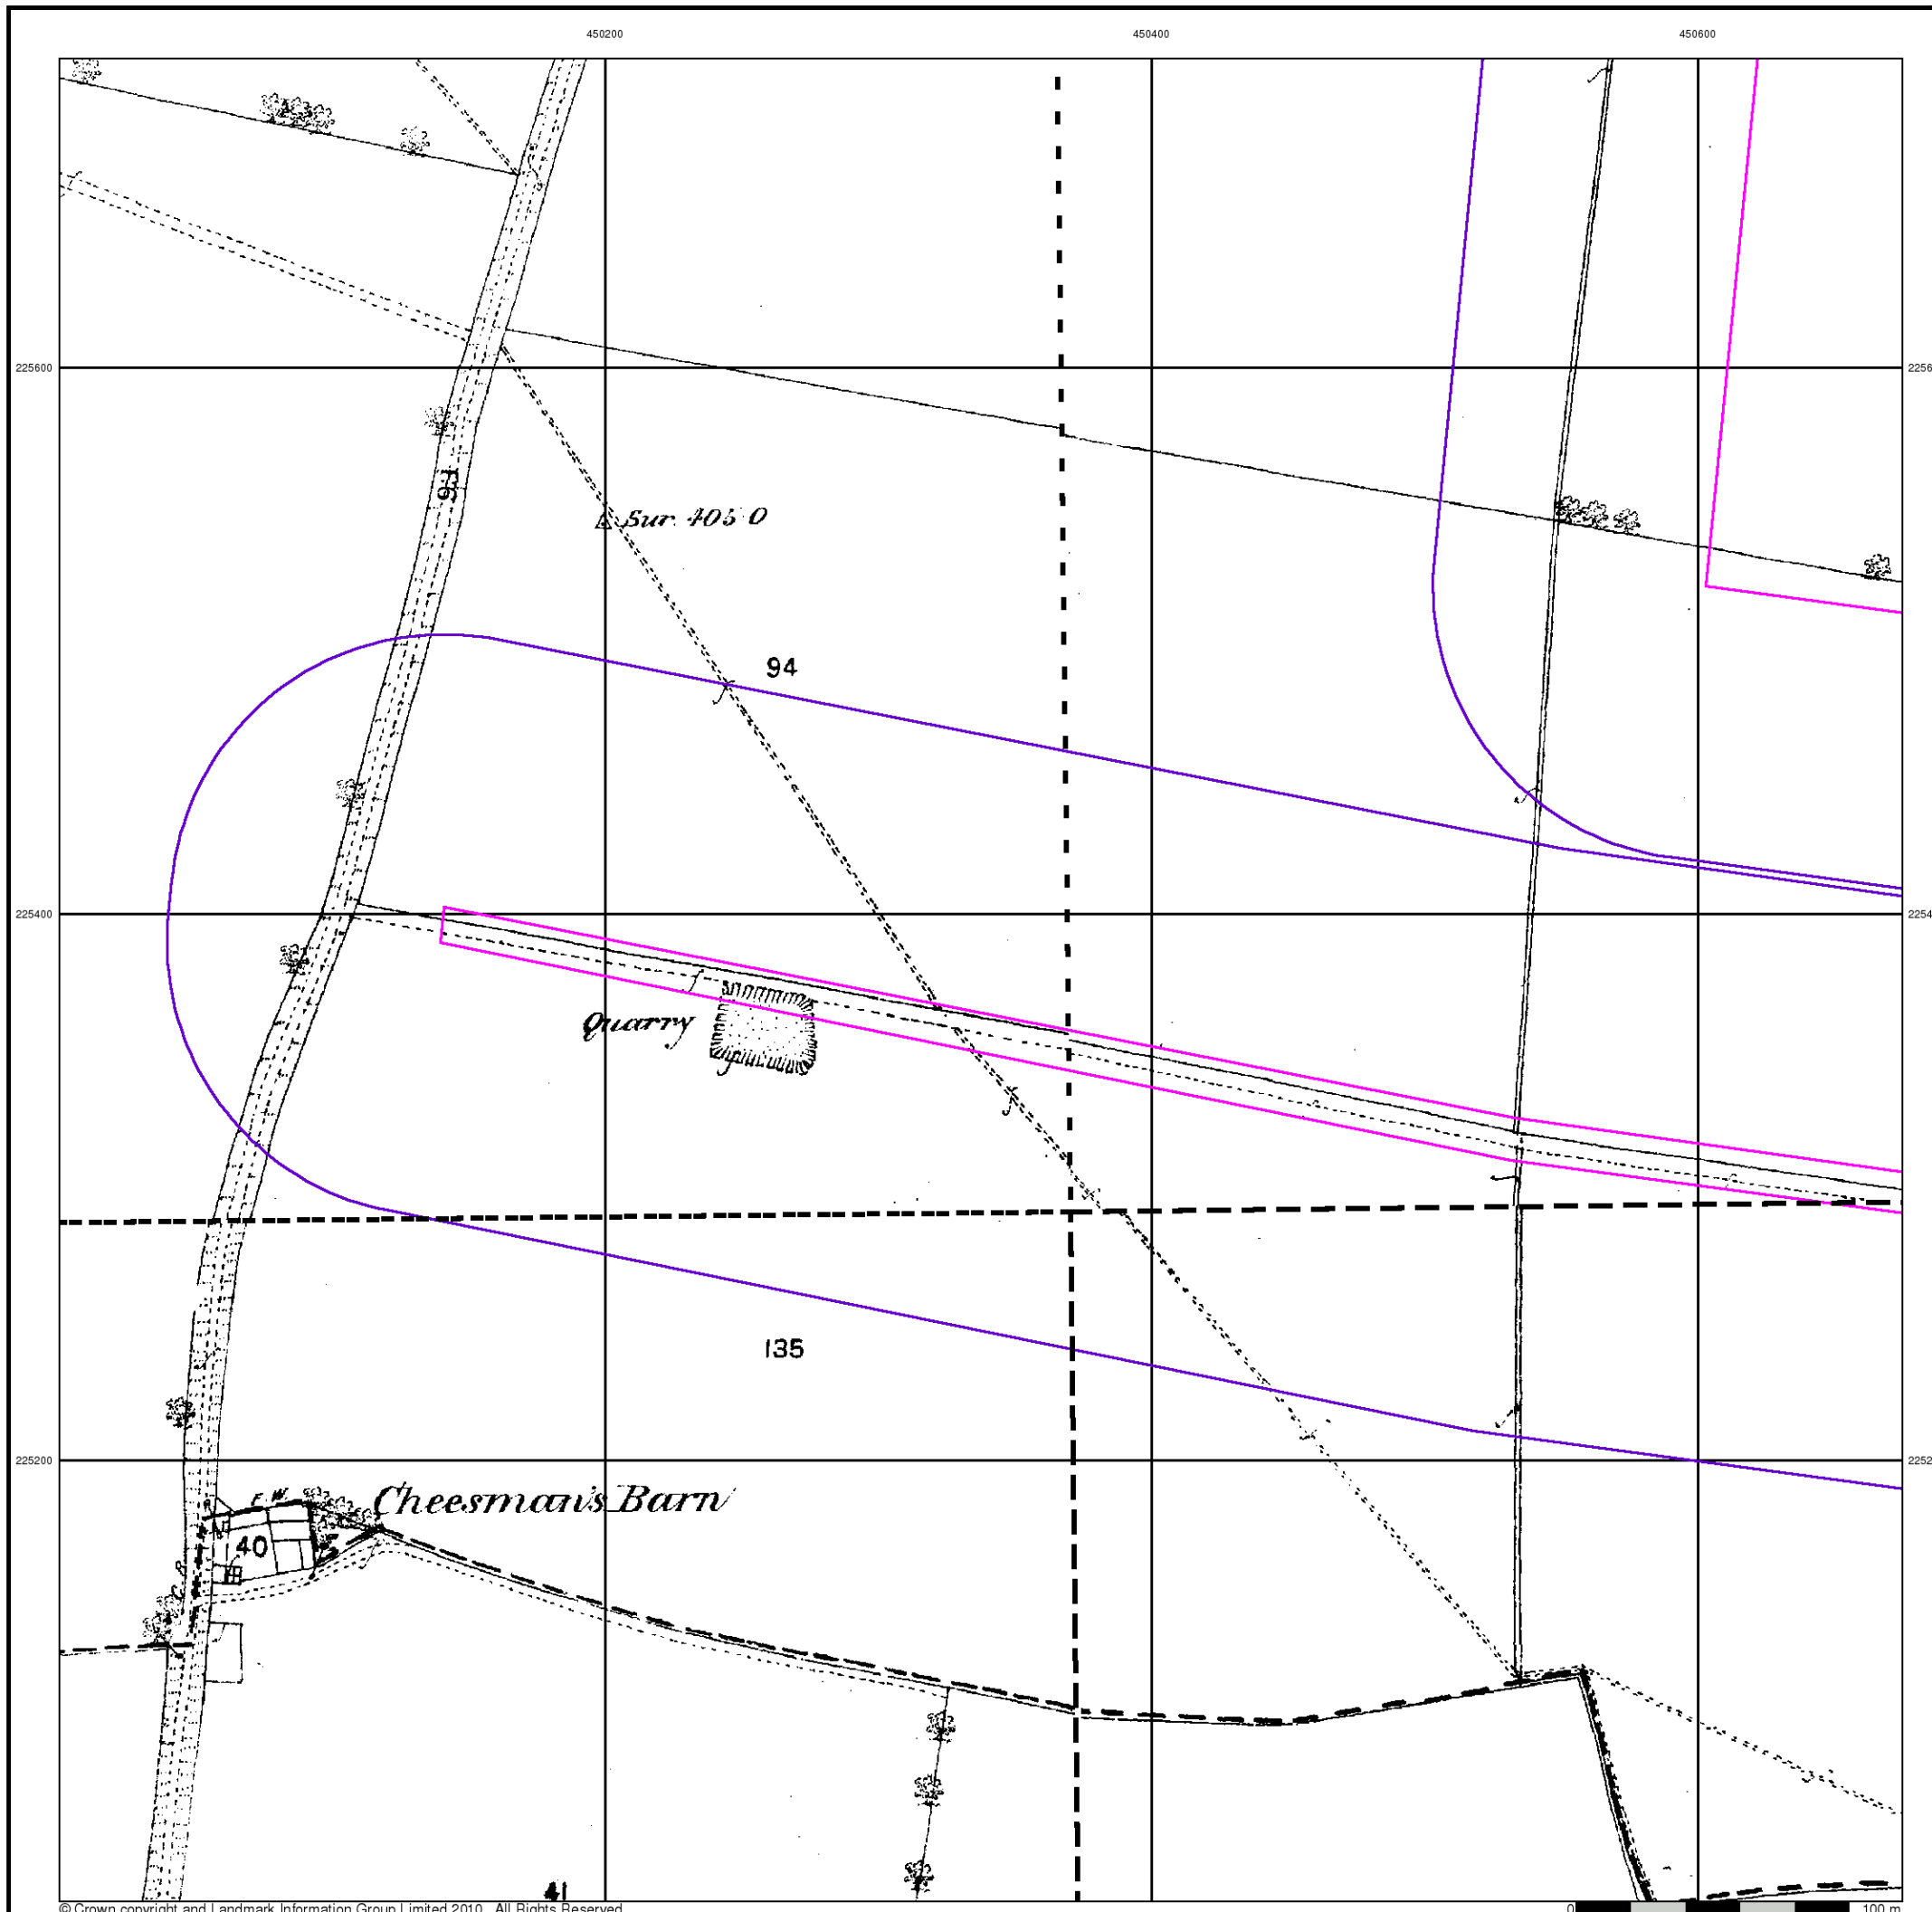 450200 450400 450600
225600
93
Sur. 405·0
94
225400
Quarry
135
225200
F.W.
Cheesman's Barn
40
C.R.
41
© Crown copyright and Landmark Information Group Limited 2010. All Rights Reserved.
0 100 m